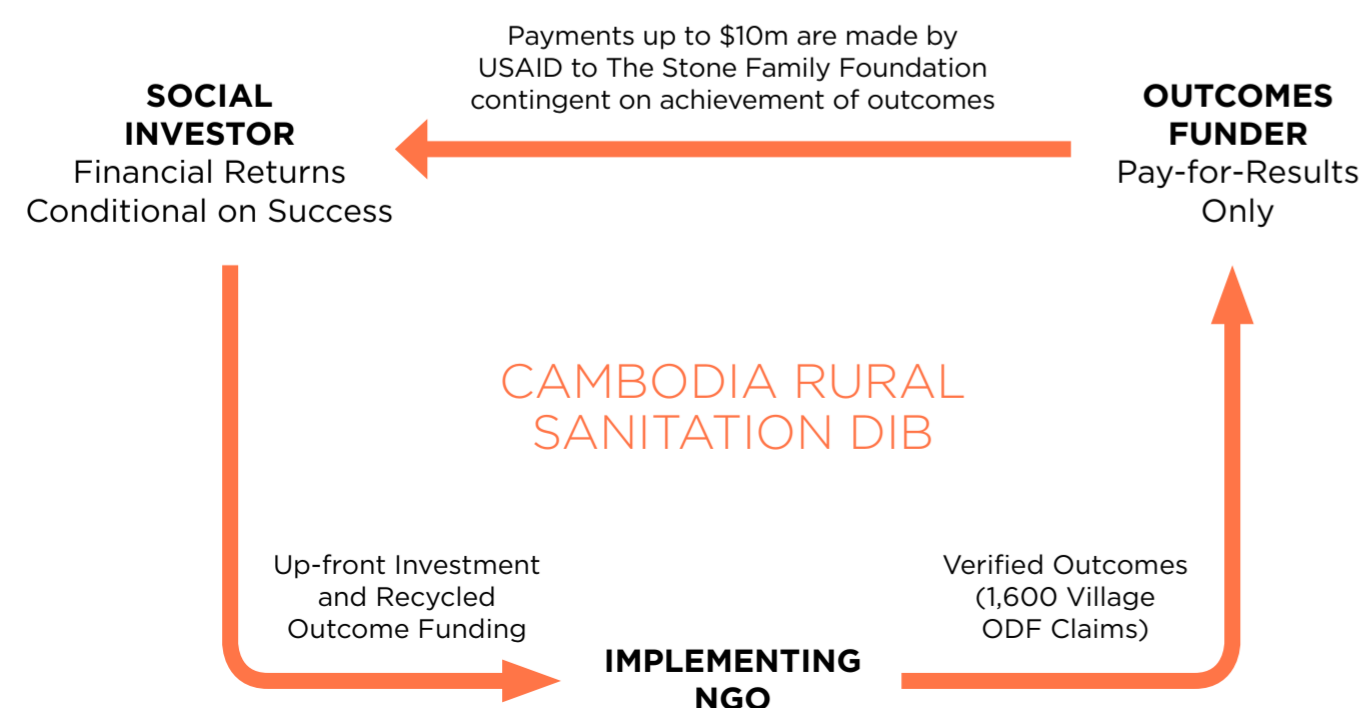 Payments up to $10m are made by
USAID to The Stone Family Foundation
contingent on achievement of outcomes
SOCIAL
INVESTOR
Financial Returns
Conditional on Success
OUTCOMES
FUNDER
Pay-for-Results
Only
CAMBODIA RURAL
SANITATION DIB
Up-front Investment
and Recycled
Outcome Funding
Verified Outcomes
(1,600 Village
ODF Claims)
IMPLEMENTING
NGO